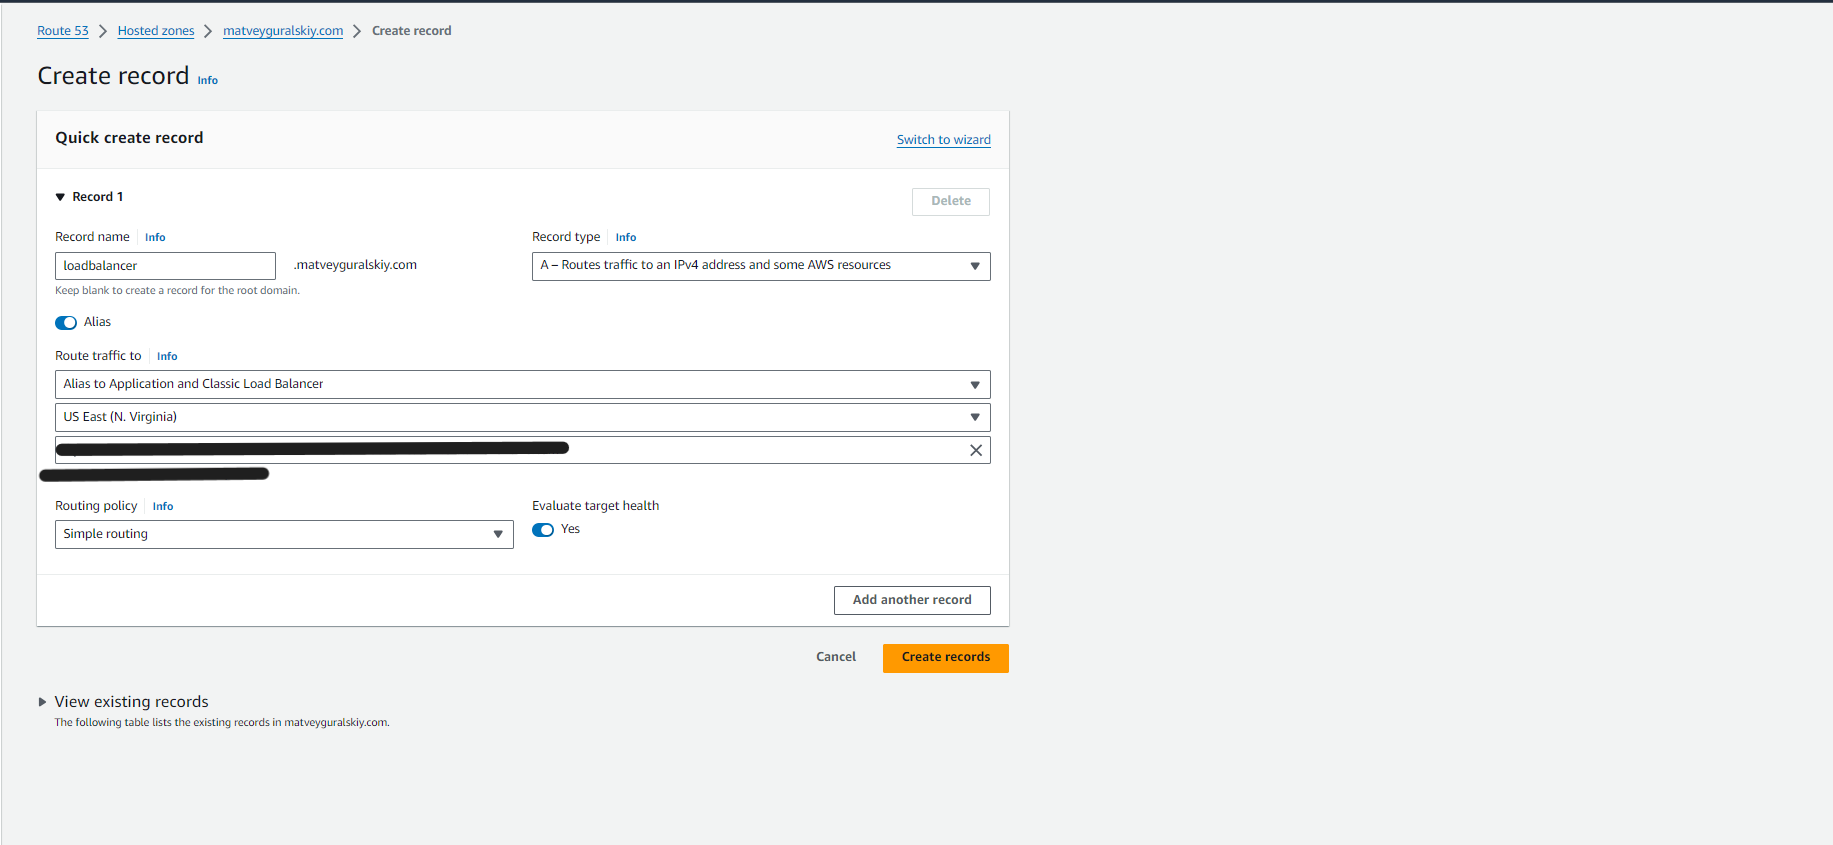 Route 53 > Hosted zones > matveyguralskiy.com > Create record
Create record Info
Quick create record
Switch to wizard
Record 1
Delete
Record name Info
Record type Info
loadbalancer .matveyguralskiy.com
A – Routes traffic to an IPv4 address and some AWS resources
Keep blank to create a record for the root domain.
Alias
Route traffic to Info
Alias to Application and Classic Load Balancer
US East (N. Virginia)
Routing policy Info
Evaluate target health
Simple routing
Yes
Add another record
Cancel
Create records
View existing records
The following table lists the existing records in matveyguralskiy.com.